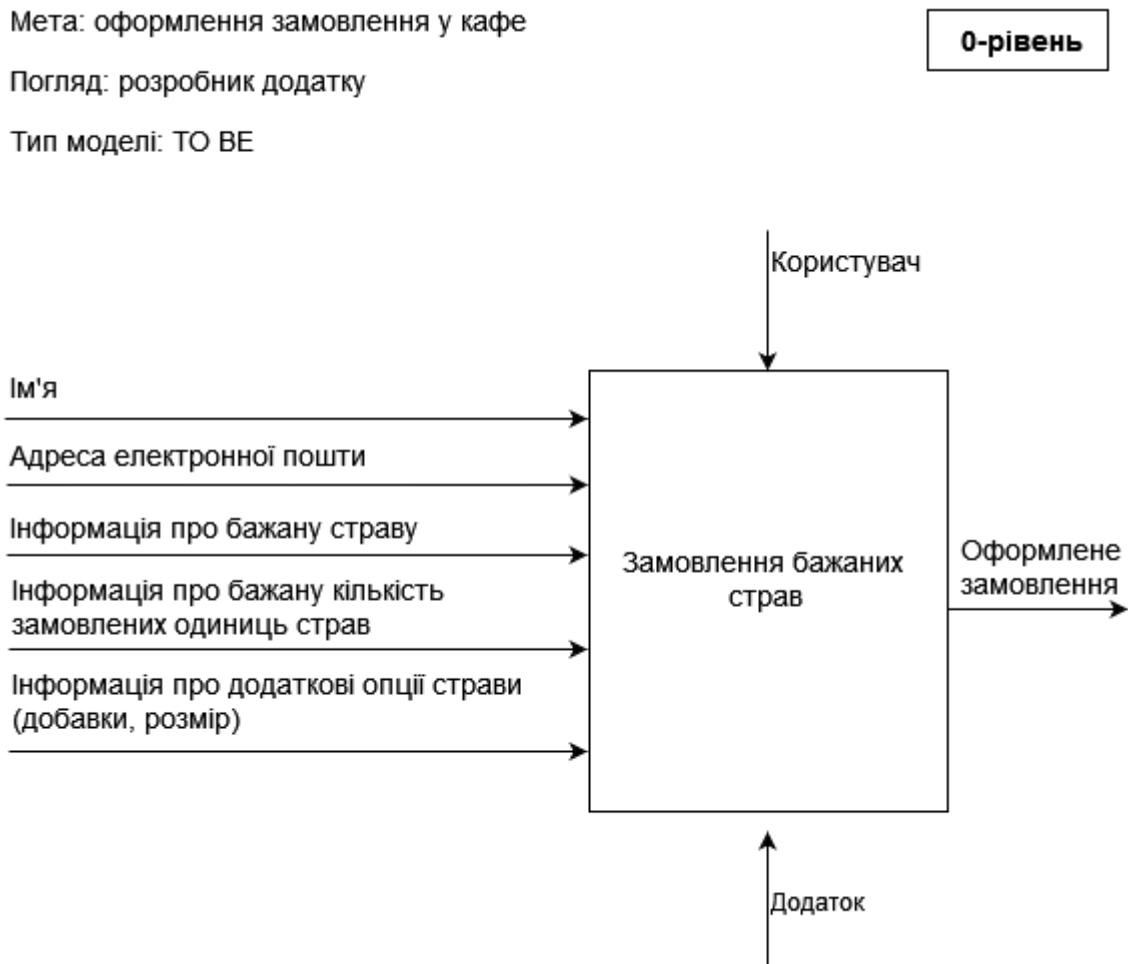 Мета: оформлення замовлення у кафе
0-рівень
Погляд: розробник додатку
Тип моделі: TO BE
Користувач
Ім'я
Адреса електронної пошти
Інформація про бажану страву
Інформація про бажану кількість
замовлених одиниць страв
Інформація про додаткові опції страви
(добавки, розмір)
Замовлення бажаних
страв
Оформлене
замовлення
Додаток